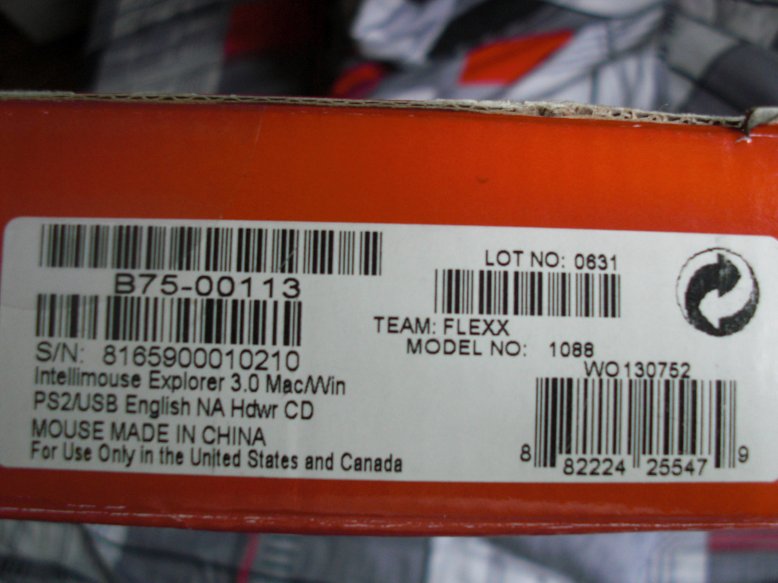 B75-00113
S/N: 8165900010210
Intellimouse Explorer 3.0 Mac/Win
PS2/USB English NA Hdwr CD
MOUSE MADE IN CHINA
For Use Only in the United States and Canada
LOT NO: 0631
TEAM: FLEXX
MODEL NO: 1088
WO130752
8 82224 25547 9